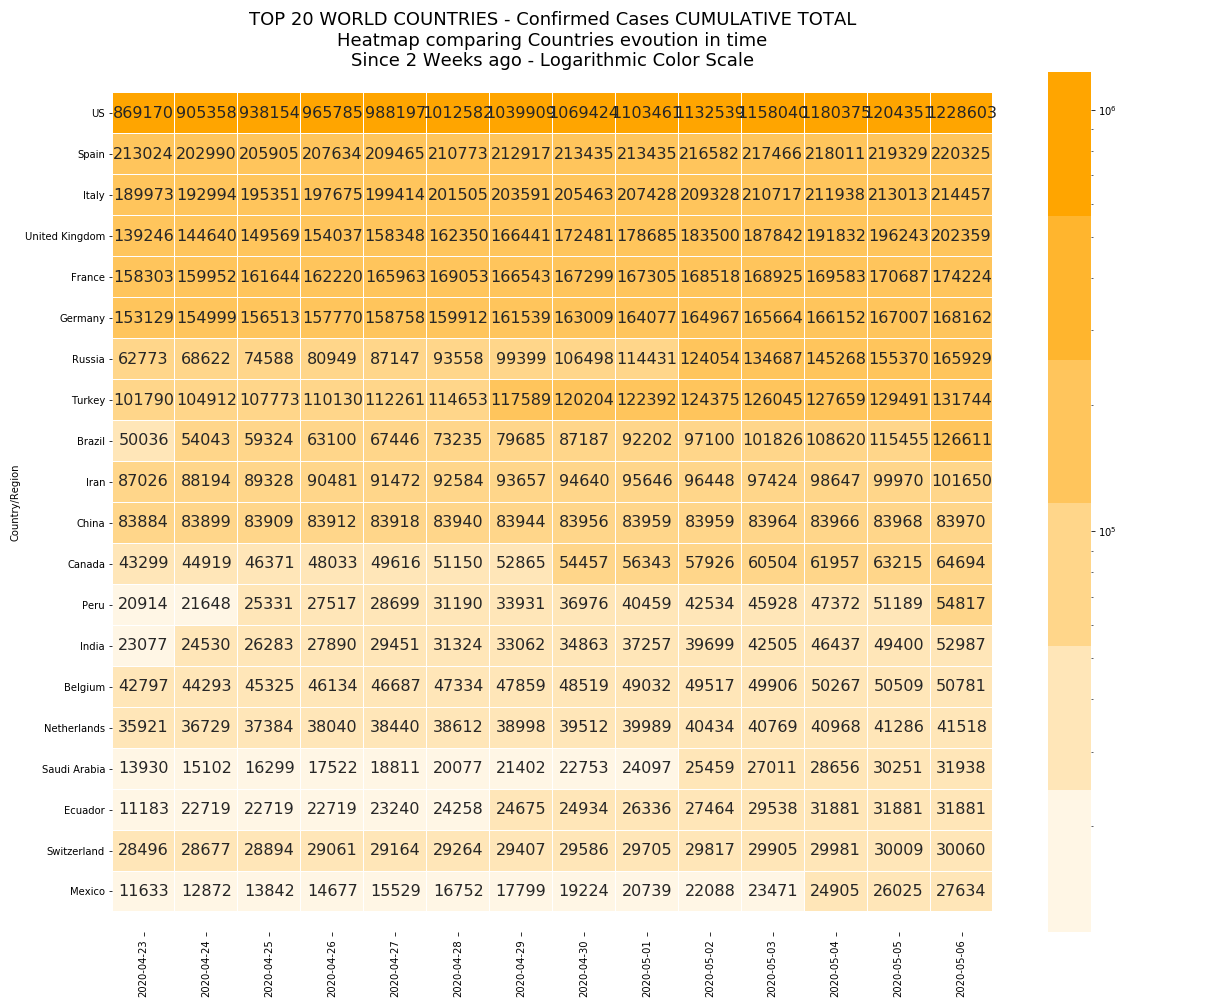 TOP 20 WORLD COUNTRIES - Confirmed Cases CUMULATIVE TOTAL
Heatmap comparing Countries evoution in time
Since 2 Weeks ago - Logarithmic Color Scale
US 869170 905358 938154 965785 988197 1012582 1039909 1069424 1103461 1132539 1158040 1180375 1204351 1228603
Spain 213024 202990 205905 207634 209465 210773 212917 213435 213435 216582 217466 218011 219329 220325
Italy 189973 192994 195351 197675 199414 201505 203591 205463 207428 209328 210717 211938 213013 214457
United Kingdom 139246 144640 149569 154037 158348 162350 166441 172481 178685 183500 187842 191832 196243 202359
France 158303 159952 161644 162220 165963 169053 166543 167299 167305 168518 168925 169583 170687 174224
Germany 153129 154999 156513 157770 158758 159912 161539 163009 164077 164967 165664 166152 167007 168162
Russia 62773 68622 74588 80949 87147 93558 99399 106498 114431 124054 134687 145268 155370 165929
Turkey 101790 104912 107773 110130 112261 114653 117589 120204 122392 124375 126045 127659 129491 131744
Brazil 50036 54043 59324 63100 67446 73235 79685 87187 92202 97100 101826 108620 115455 126611
Iran 87026 88194 89328 90481 91472 92584 93657 94640 95646 96448 97424 98647 99970 101650
China 83884 83899 83909 83912 83918 83940 83944 83956 83959 83959 83964 83966 83968 83970
Canada 43299 44919 46371 48033 49616 51150 52865 54457 56343 57926 60504 61957 63215 64694
Peru 20914 21648 25331 27517 28699 31190 33931 36976 40459 42534 45928 47372 51189 54817
India 23077 24530 26283 27890 29451 31324 33062 34863 37257 39699 42505 46437 49400 52987
Belgium 42797 44293 45325 46134 46687 47334 47859 48519 49032 49517 49906 50267 50509 50781
Netherlands 35921 36729 37384 38040 38440 38612 38998 39512 39989 40434 40769 40968 41286 41518
Saudi Arabia 13930 15102 16299 17522 18811 20077 21402 22753 24097 25459 27011 28656 30251 31938
Ecuador 11183 22719 22719 22719 23240 24258 24675 24934 26336 27464 29538 31881 31881 31881
Switzerland 28496 28677 28894 29061 29164 29264 29407 29586 29705 29817 29905 29981 30009 30060
Mexico 11633 12872 13842 14677 15529 16752 17799 19224 20739 22088 23471 24905 26025 27634
2020-04-23 2020-04-24 2020-04-25 2020-04-26 2020-04-27 2020-04-28 2020-04-29 2020-04-30 2020-05-01 2020-05-02 2020-05-03 2020-05-04 2020-05-05 2020-05-06
Country/Region
10⁶
10⁵